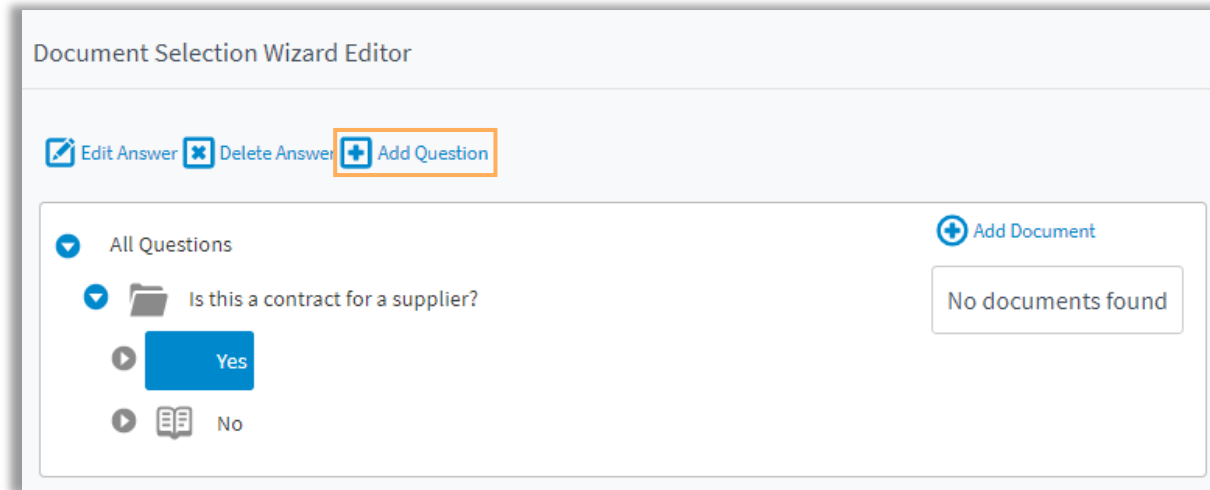 Document Selection Wizard Editor
Edit Answer Delete Answer Add Question
All Questions
Add Document
Is this a contract for a supplier?
No documents found
Yes
No